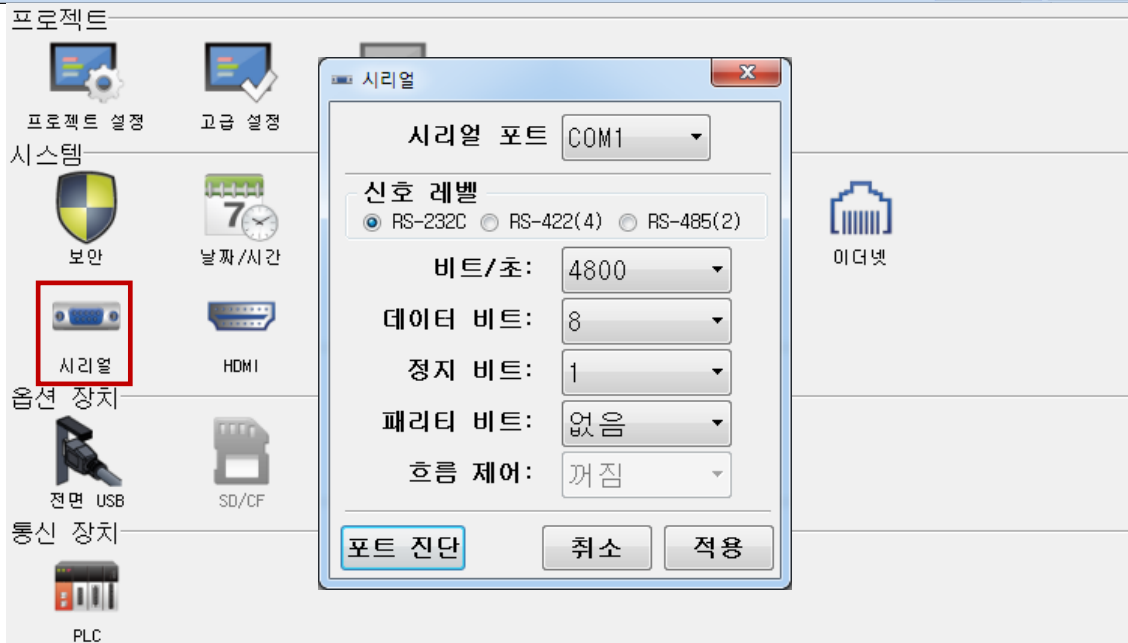 프로젝트
프로젝트 설정
고급 설정
시스템
보안
날짜/시간
7
이더넷
시리얼
HDMI
옵션 장치
전면 USB
SD/CF
통신 장치
PLC
시리얼
시리얼 포트 COM1
신호 레벨
RS-232C RS-422(4) RS-485(2)
비트/초: 4800
데이터 비트: 8
정지 비트: 1
패리티 비트: 없음
흐름 제어: 꺼짐
포트 진단 취소 적용